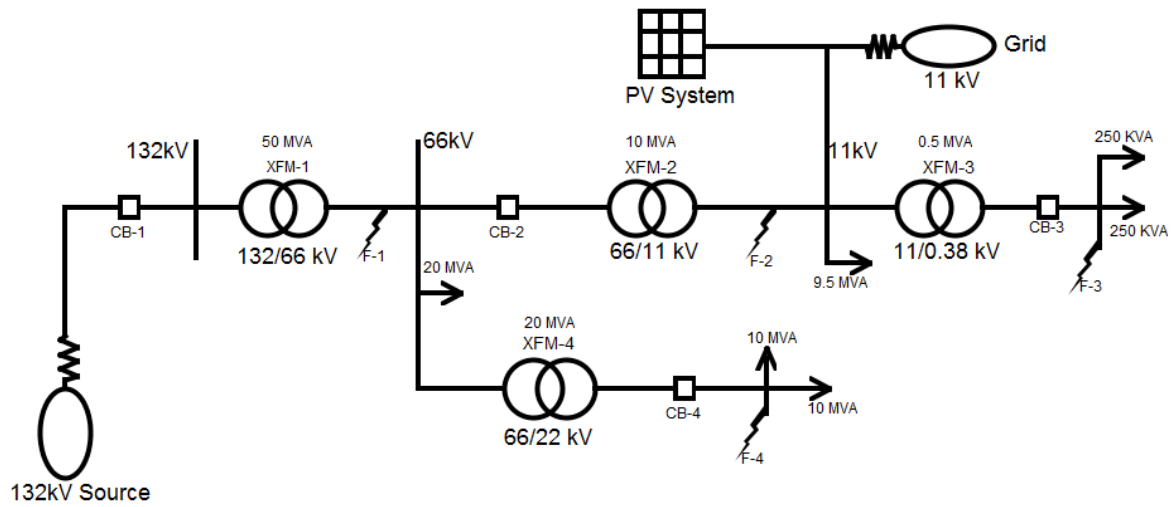 Grid
11 kV
PV System
132kV
50 MVA
XFM-1
132/66 kV
CB-1
F-1
66kV
CB-2
10 MVA
XFM-2
66/11 kV
F-2
11kV
0.5 MVA
XFM-3
11/0.38 kV
CB-3
250 KVA
250 KVA
F-3
9.5 MVA
20 MVA
20 MVA
XFM-4
66/22 kV
CB-4
10 MVA
10 MVA
F-4
132kV Source